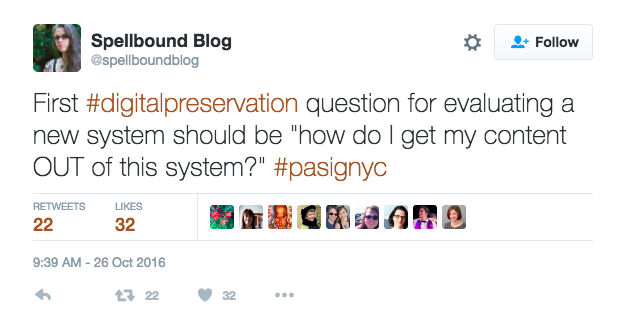 Spellbound Blog
@spellboundblog
Follow
First #digitalpreservation question for evaluating a
new system should be "how do I get my content
OUT of this system?" #pasignyc
RETWEETS LIKES
22 32
9:39 AM - 26 Oct 2016
22 32